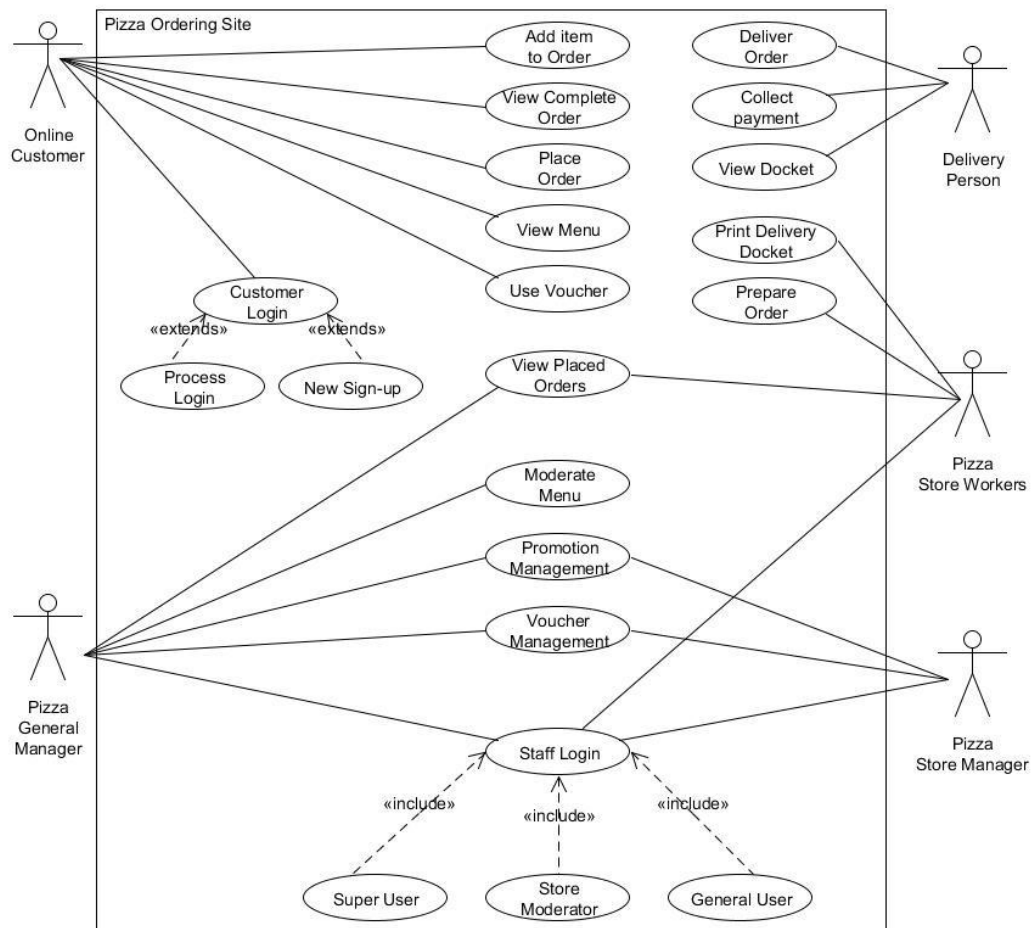 Pizza Ordering Site
Online
Customer
Add item
to Order
View Complete
Order
Place
Order
View Menu
Use Voucher
Customer
Login
«extends»
«extends»
Process
Login
New Sign-up
Deliver
Order
Collect
payment
View Docket
Delivery
Person
Print Delivery
Docket
Prepare
Order
View Placed
Orders
Pizza
Store Workers
Moderate
Menu
Promotion
Management
Voucher
Management
Pizza
General
Manager
Pizza
Store Manager
Staff Login
«include»
«include»
«include»
Super User
Store
Moderator
General User